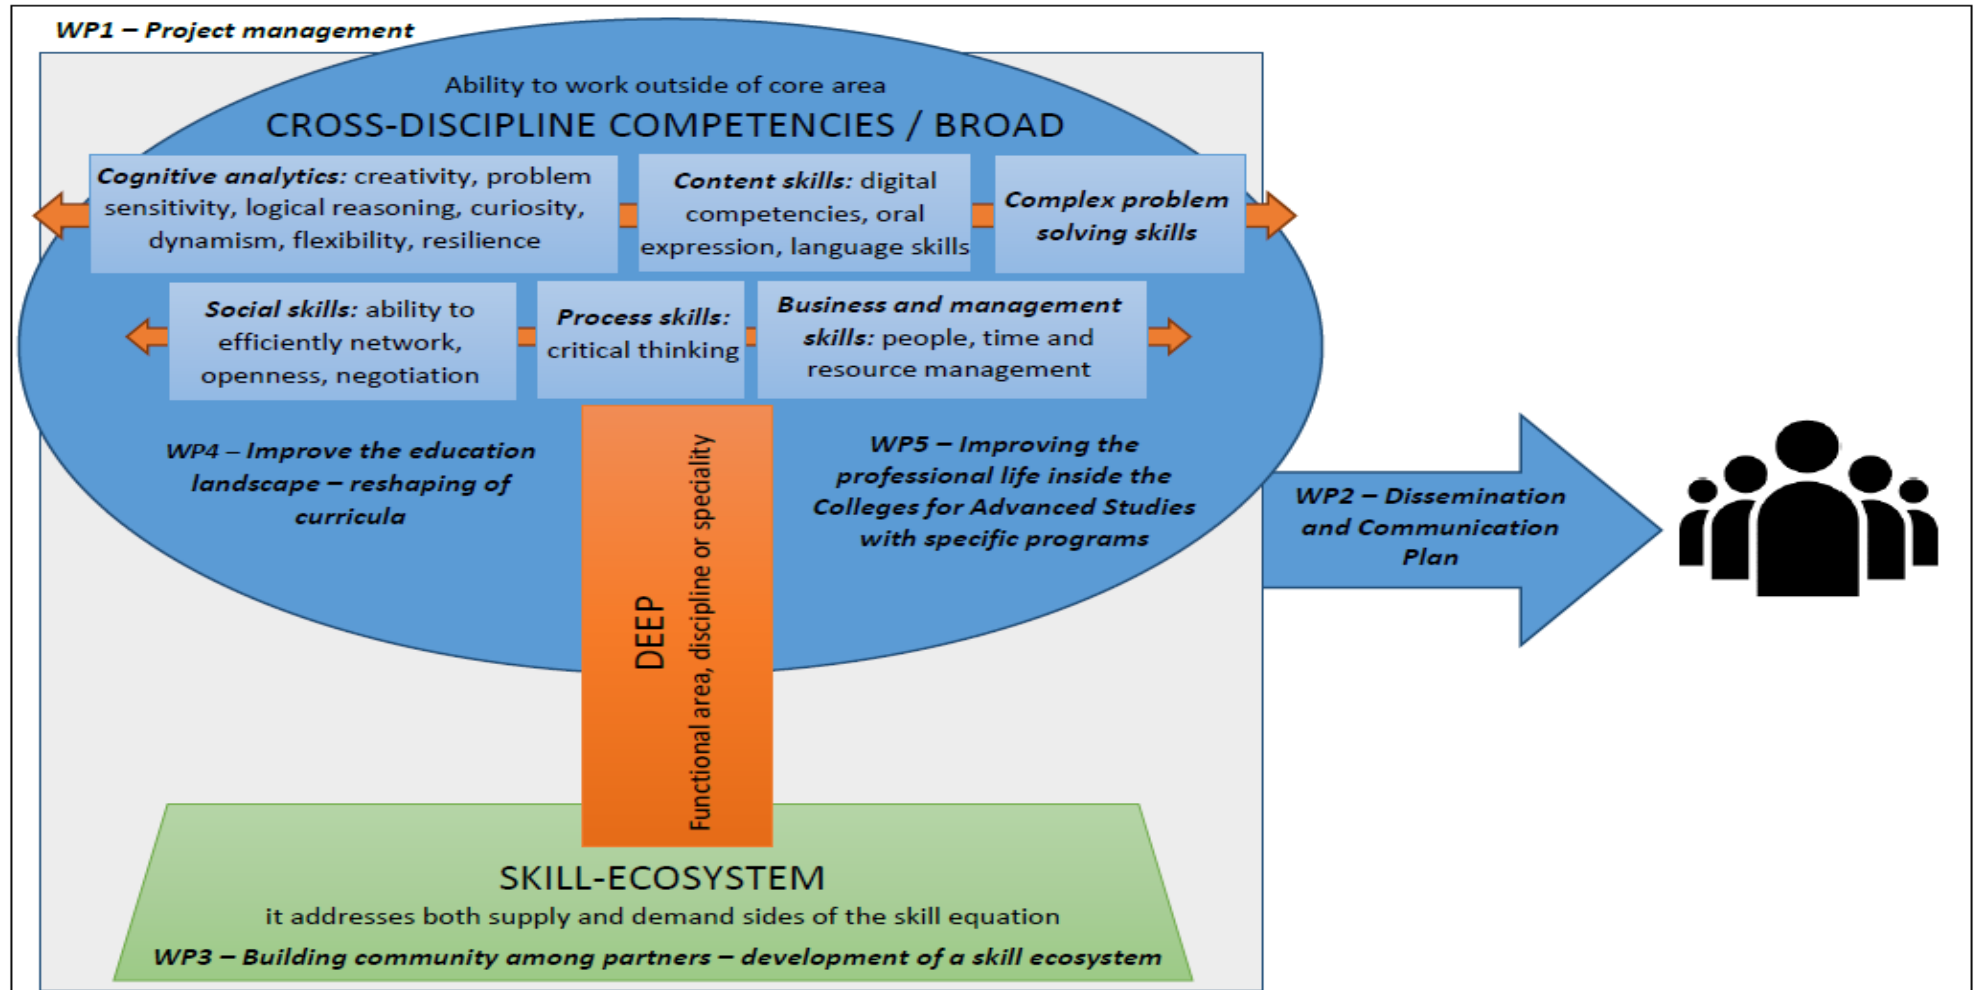 WP1 – Project management
Ability to work outside of core area
CROSS-DISCIPLINE COMPETENCIES / BROAD
Cognitive analytics: creativity, problem
sensitivity, logical reasoning, curiosity,
dynamism, flexibility, resilience
Content skills: digital
competencies, oral
expression, language skills
Complex problem
solving skills
Social skills: ability to
efficiently network,
openness, negotiation
Process skills:
critical thinking
Business and management
skills: people, time and
resource management
WP4 – Improve the education
landscape – reshaping of
curricula
DEEP
Functional area, discipline or speciality
WP5 – Improving the
professional life inside the
Colleges for Advanced Studies
with specific programs
WP2 – Dissemination
and Communication
Plan
SKILL-ECOSYSTEM
it addresses both supply and demand sides of the skill equation
WP3 – Building community among partners – development of a skill ecosystem